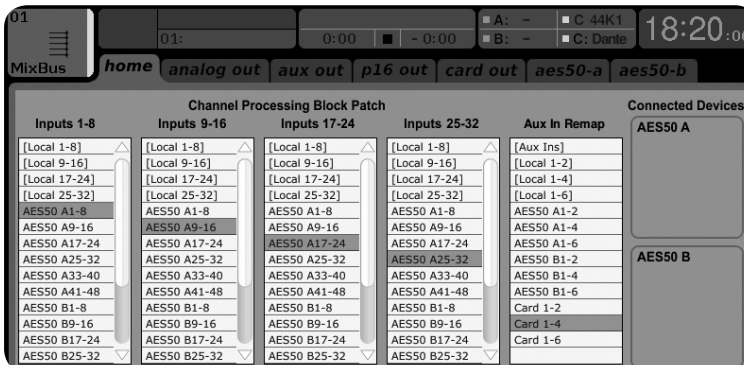 01
MixBus
01:
0:00
- 0:00
A: -
B: -
C 44K1
C: Dante
18:20
home
analog out
aux out
p16 out
card out
aes50-a
aes50-b
Channel Processing Block Patch
Connected Devices
Inputs 1-8
[Local 1-8]
[Local 9-16]
[Local 17-24]
[Local 25-32]
AES50 A1-8
AES50 A9-16
AES50 A17-24
AES50 A25-32
AES50 A33-40
AES50 A41-48
AES50 B1-8
AES50 B9-16
AES50 B17-24
AES50 B25-32
Inputs 9-16
[Local 1-8]
[Local 9-16]
[Local 17-24]
[Local 25-32]
AES50 A1-8
AES50 A9-16
AES50 A17-24
AES50 A25-32
AES50 A33-40
AES50 A41-48
AES50 B1-8
AES50 B9-16
AES50 B17-24
AES50 B25-32
Inputs 17-24
[Local 1-8]
[Local 9-16]
[Local 17-24]
[Local 25-32]
AES50 A1-8
AES50 A9-16
AES50 A17-24
AES50 A25-32
AES50 A33-40
AES50 A41-48
AES50 B1-8
AES50 B9-16
AES50 B17-24
AES50 B25-32
Inputs 25-32
[Local 1-8]
[Local 9-16]
[Local 17-24]
[Local 25-32]
AES50 A1-8
AES50 A9-16
AES50 A17-24
AES50 A25-32
AES50 A33-40
AES50 A41-48
AES50 B1-8
AES50 B9-16
AES50 B17-24
AES50 B25-32
Aux In Remap
[Aux Ins]
[Local 1-2]
[Local 1-4]
[Local 1-6]
AES50 A1-2
AES50 A1-4
AES50 A1-6
AES50 B1-2
AES50 B1-4
AES50 B1-6
Card 1-2
Card 1-4
Card 1-6
AES50 A
AES50 B